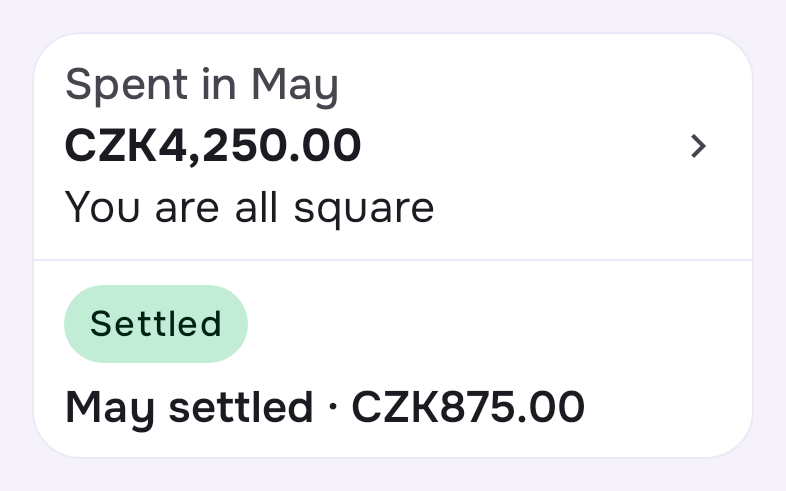 Spent in May
CZK4,250.00
You are all square
Settled
May settled · CZK875.00